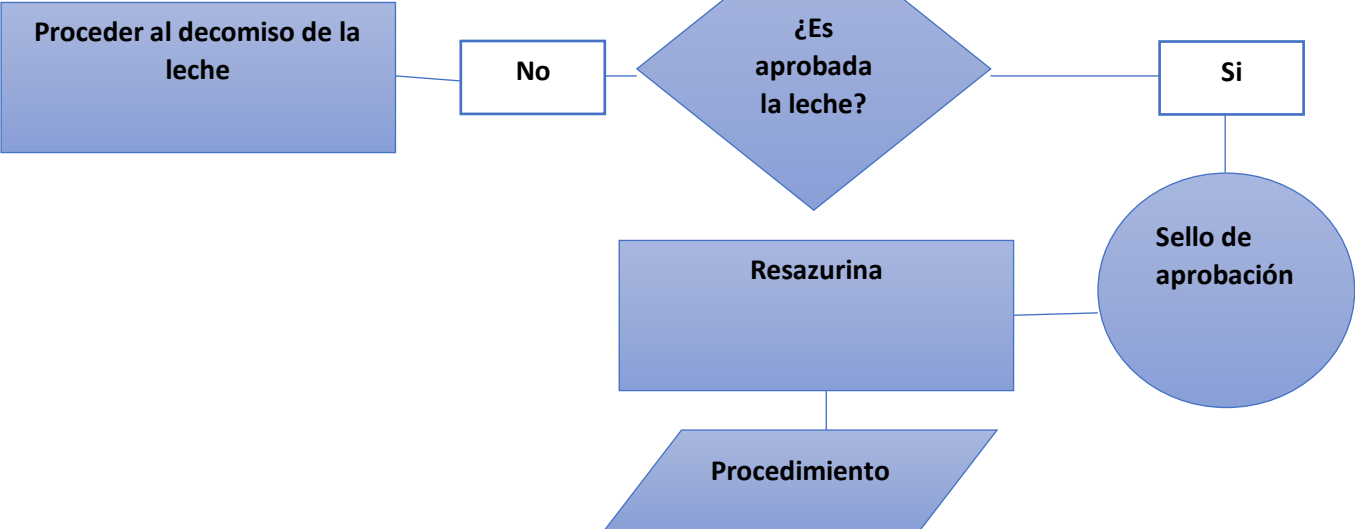 Proceder al decomiso de la
leche
No
¿Es
aprobada
la leche?
Si
Sello de
aprobación
Resazurina
Procedimiento